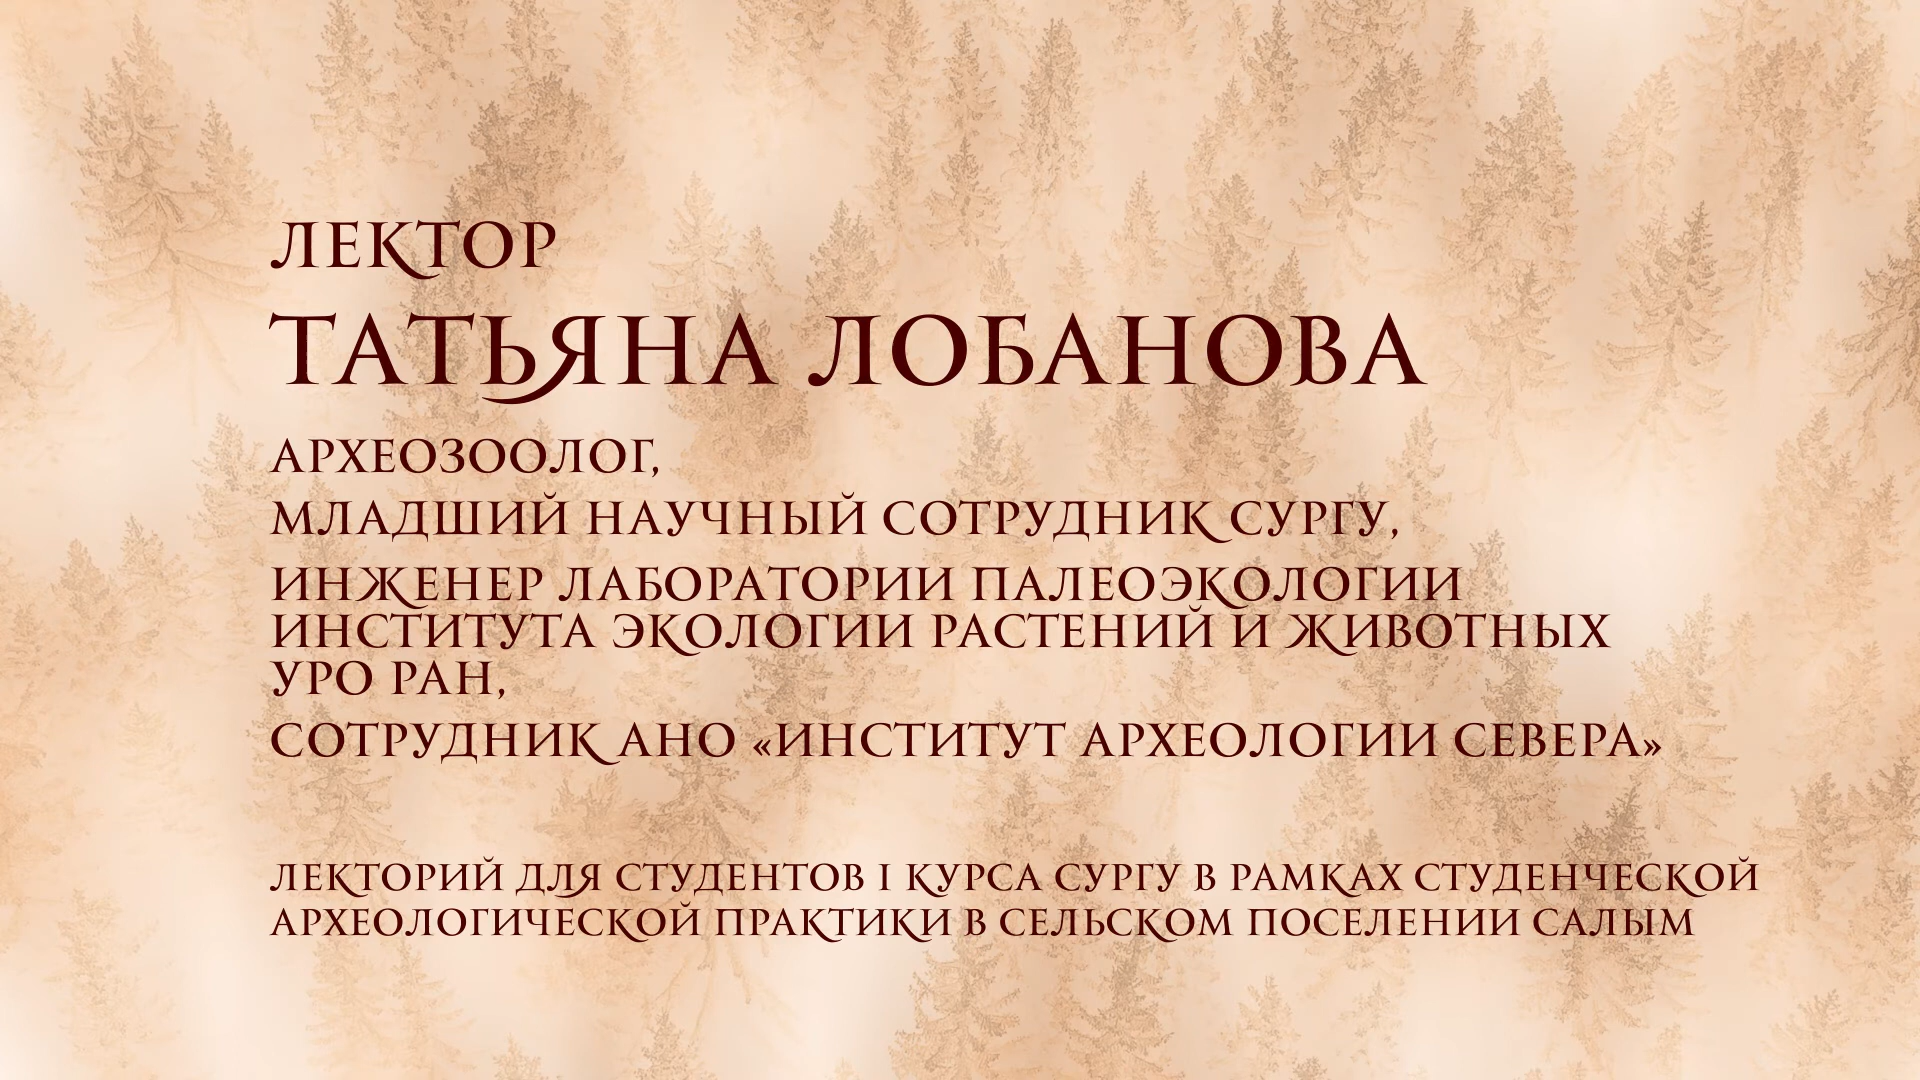 ЛЕКТОР
ТАТЬЯНА ЛОБАНОВА
АРХЕОЗООЛОГ,
МЛАДШИЙ НАУЧНЫЙ СОТРУДНИК СУРГУ,
ИНЖЕНЕР ЛАБОРАТОРИИ ПАЛЕОЭКОЛОГИИ
ИНСТИТУТА ЭКОЛОГИИ РАСТЕНИЙ И ЖИВОТНЫХ
УРО РАН,
СОТРУДНИК АНО «ИНСТИТУТ АРХЕОЛОГИИ СЕВЕРА»
ЛЕКТОРИЙ ДЛЯ СТУДЕНТОВ I КУРСА СУРГУ В РАМКАХ СТУДЕНЧЕСКОЙ
АРХЕОЛОГИЧЕСКОЙ ПРАКТИКИ В СЕЛЬСКОМ ПОСЕЛЕНИИ САЛЫМ